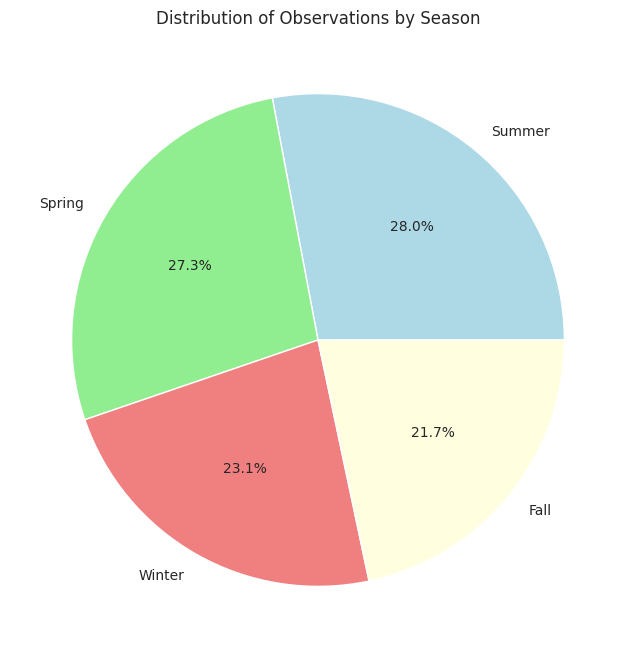 Distribution of Observations by Season
Summer
28.0%
Spring
27.3%
Winter
23.1%
Fall
21.7%